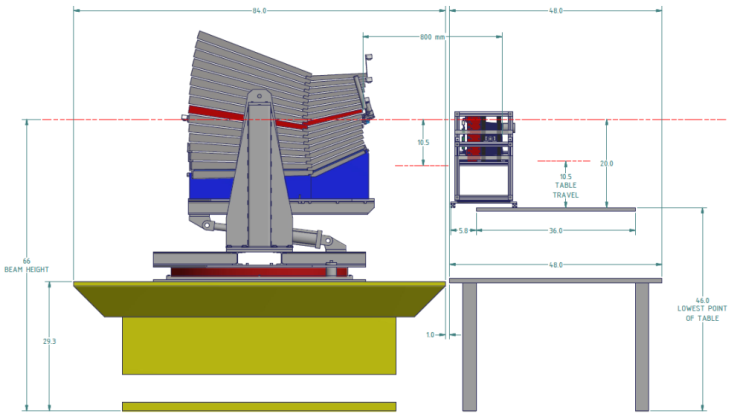 84.0
48.0
800 mm
10.5
10.5
TABLE
TRAVEL
20.0
5.0
36.0
66
BEAM HEIGHT
48.0
46.0
LOWEST POINT
OF TABLE
29.3
1.0